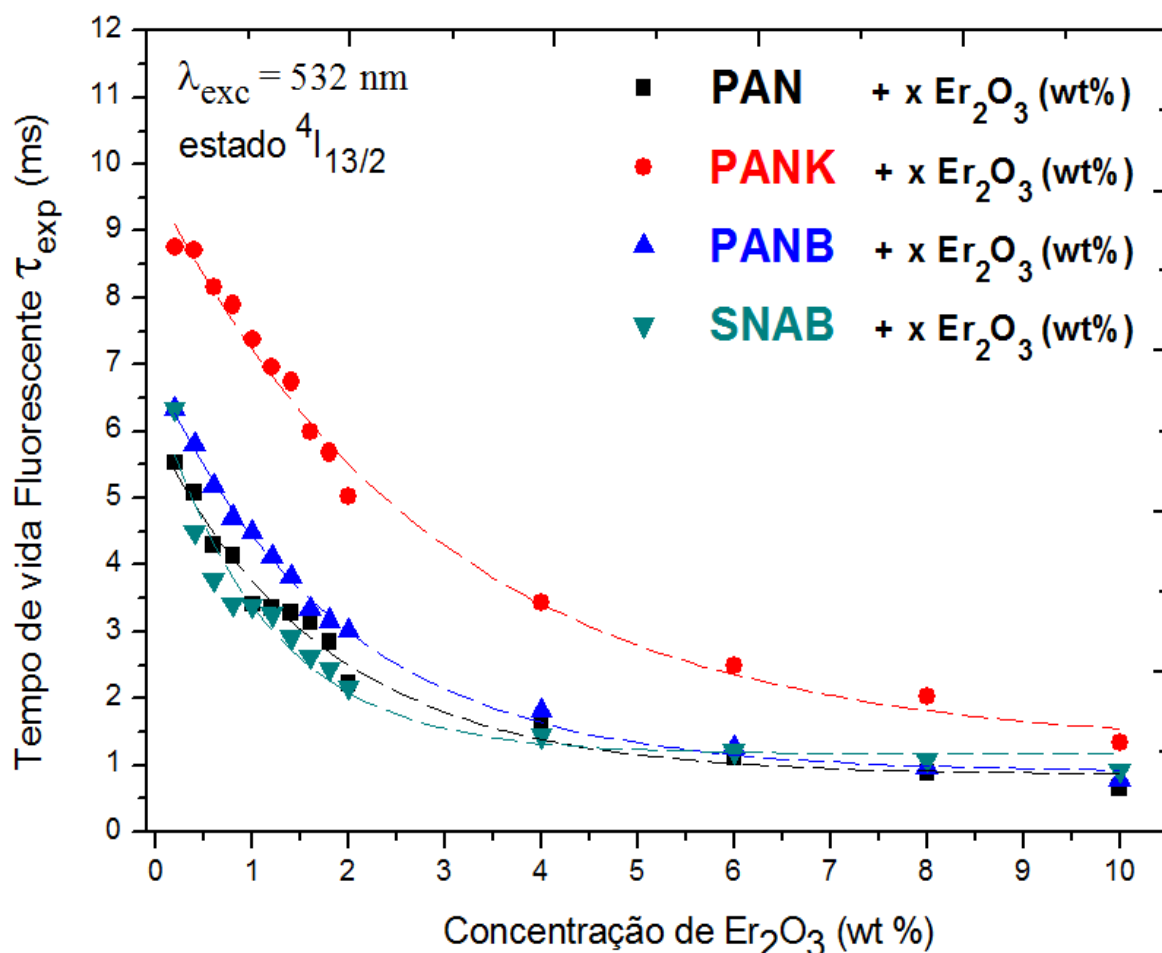 λexc = 532 nm
estado ⁴I13/2
PAN + x Er₂O₃ (wt%)
PANK + x Er₂O₃ (wt%)
PANB + x Er₂O₃ (wt%)
SNAB + x Er₂O₃ (wt%)
Tempo de vida Fluorescente τexp (ms)
12
11
10
9
8
7
6
5
4
3
2
1
0
0 1 2 3 4 5 6 7 8 9 10
Concentração de Er₂O₃ (wt %)